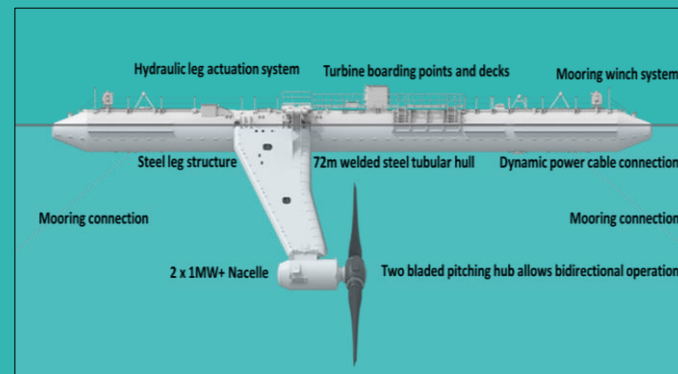 Hydraulic leg actuation system
Turbine boarding points and decks
Mooring winch system
Steel leg structure
72m welded steel tubular hull
Dynamic power cable connection
Mooring connection
Mooring connection
2 x 1MW+ Nacelle
Two bladed pitching hub allows bidirectional operation